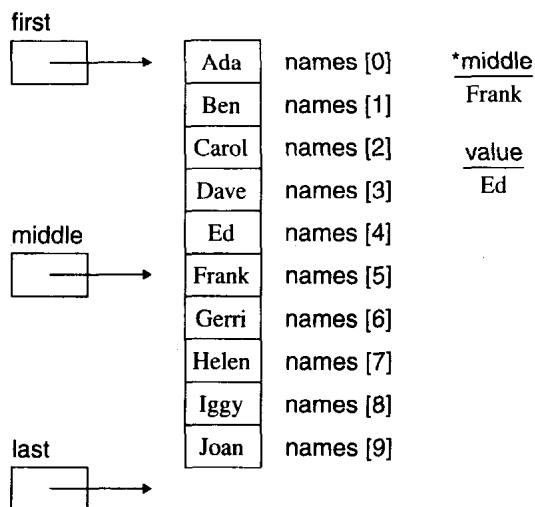 first
Ada names [0]
*middle
Frank
Ben names [1]
Carol names [2]
value
Ed
Dave names [3]
middle
Ed names [4]
Frank names [5]
Gerri names [6]
Helen names [7]
Iggy names [8]
last
Joan names [9]